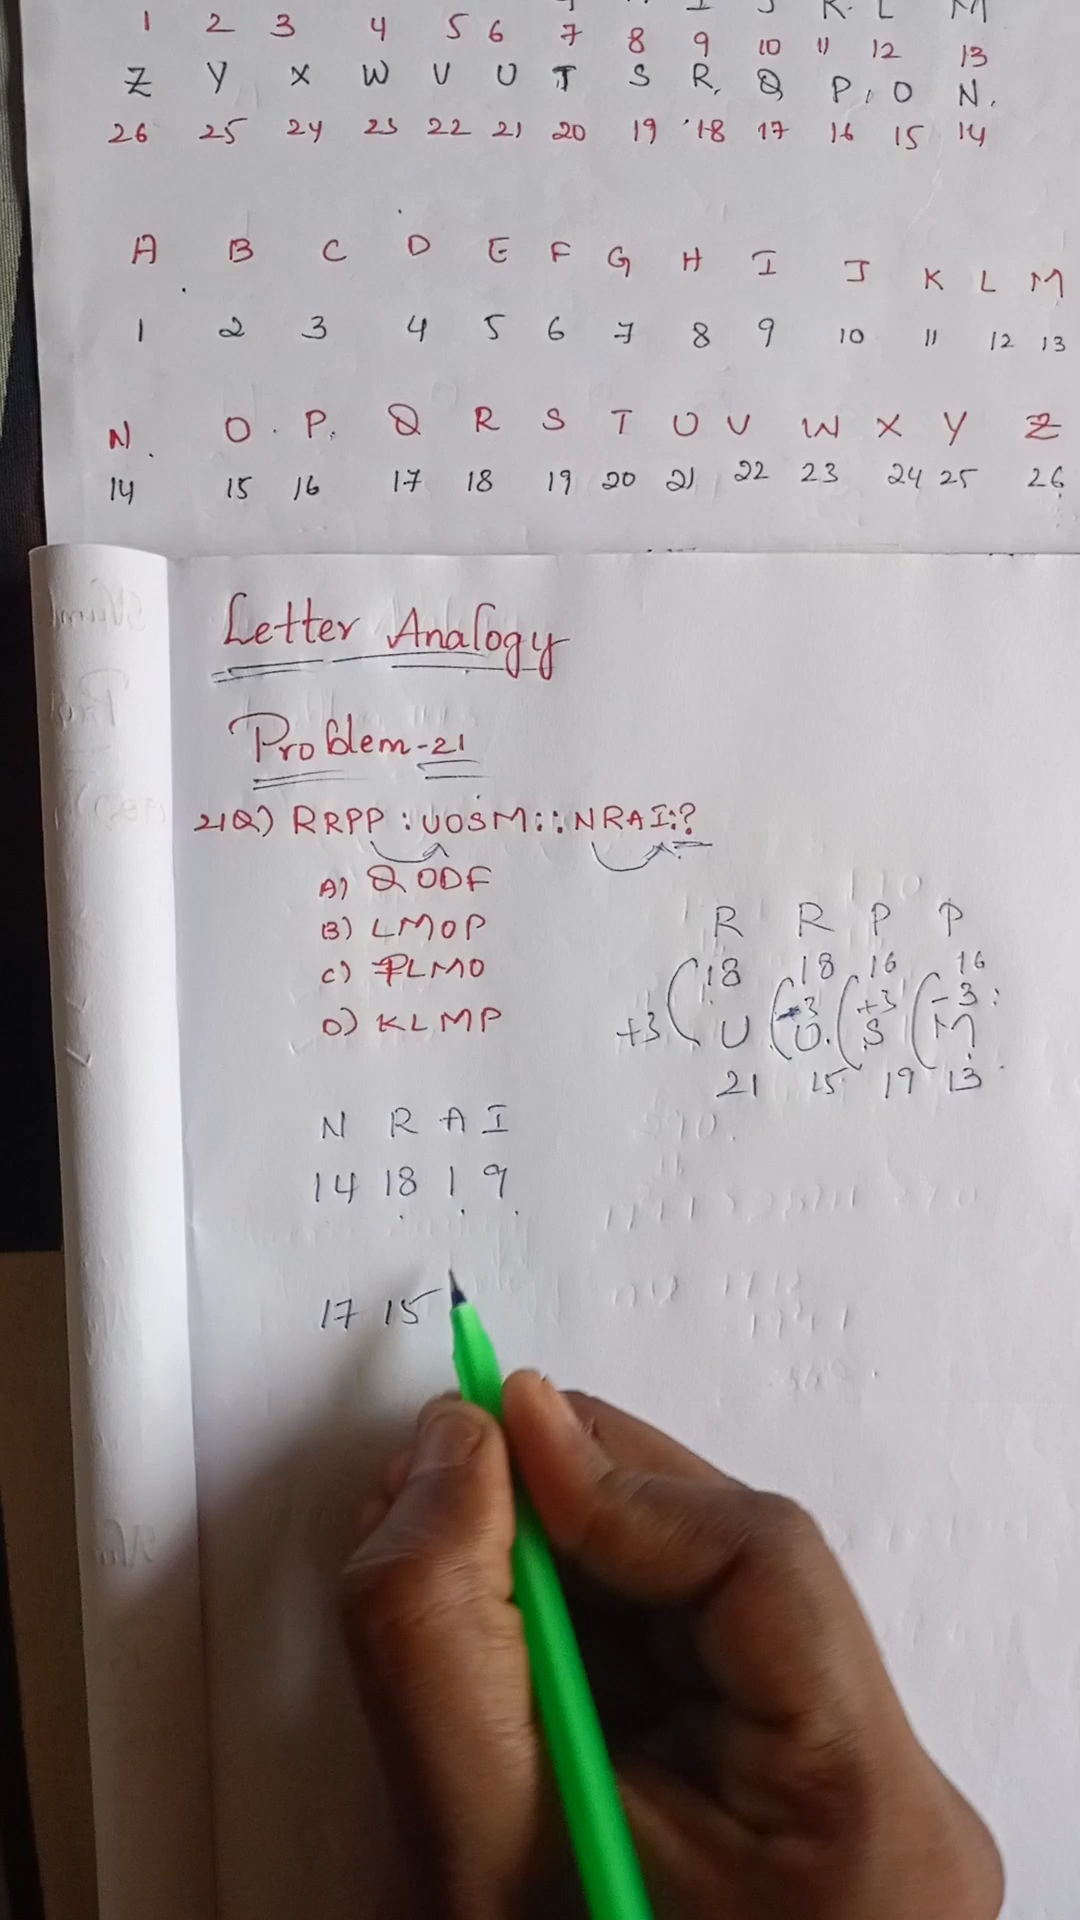 I J K. L M
1 2 3 4 5 6 7 8 9 10 11 12 13
Z Y X W V U T S R, Q P, O N.
26 25 24 23 22 21 20 19 18 17 16 15 14
A B C D E F G H I J K L M
1 2 3 4 5 6 7 8 9 10 11 12 13
N. O. P. Q R S T U V W X Y Z
14 15 16 17 18 19 20 21 22 23 24 25 26
Letter Analogy
Problem-21
21Q) RRPP : UOSM :: NRAI:?
A) QODF
B) LMOP
C) PLMO
D) KLMP
R R P P
18 18 16 16
+3 -3 +3 -3:
U O. S M
21 15 19 13
N R A I
14 18 1 9
17 15